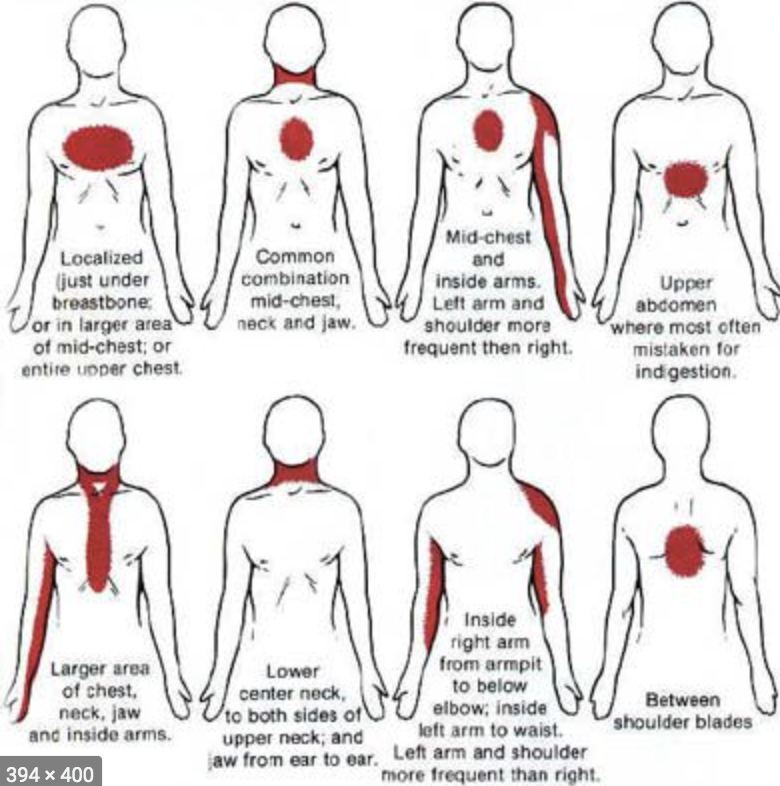 Localized
(just under
breastbone;
or in larger area
of mid-chest; or
entire upper chest.
Common
combination
mid-chest,
neck and jaw.
Mid-chest
and
inside arms.
Left arm and
shoulder more
frequent then right.
Upper
abdomen
where most often
mistaken for
indigestion.
Larger area
of chest,
neck, jaw
and inside arms.
Lower
center neck,
to both sides of
upper neck; and
jaw from ear to ear.
Inside
right arm
from armpit
to below
elbow; inside
left arm to waist.
Left arm and shoulder
more frequent than right.
Between
shoulder blades
394 × 400